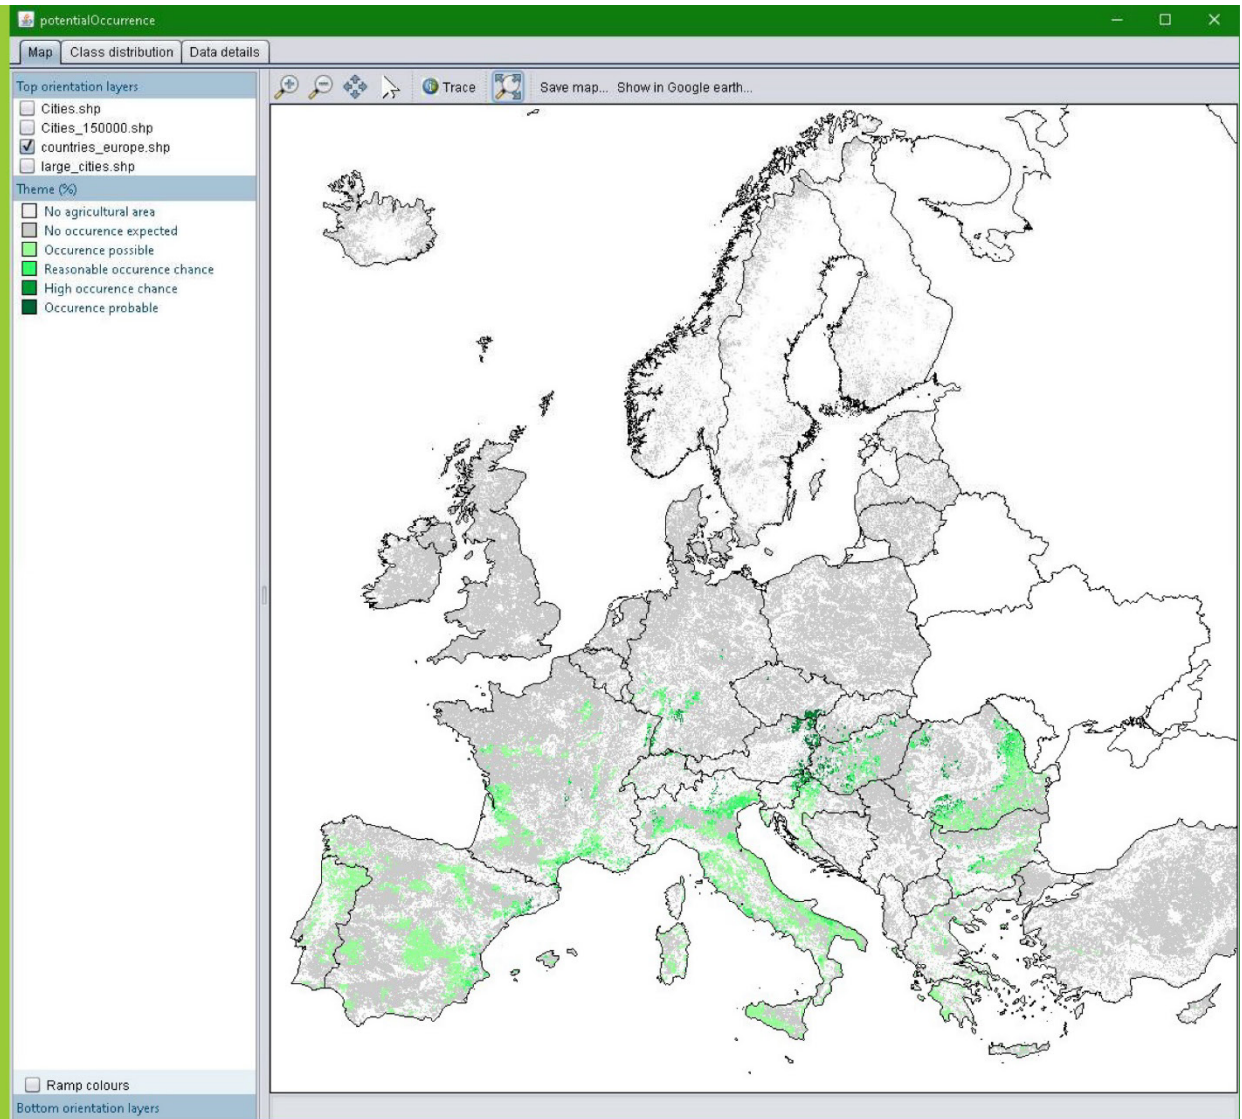 potentialOccurrence
Map Class distribution Data details
Top orientation layers
Trace Save map... Show in Google earth...
Cities.shp
Cities_150000.shp
countries_europe.shp
large_cities.shp
Theme (%)
No agricultural area
No occurence expected
Occurence possible
Reasonable occurence chance
High occurence chance
Occurence probable
Ramp colours
Bottom orientation layers